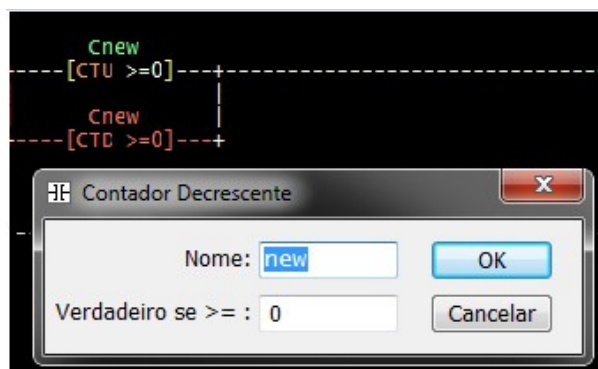 Cnew
-----[CTU >=0]---+----------------------------------
|
Cnew |
-----[CTD >=0]---+
Contador Decrescente
Nome: new
OK
Verdadeiro se >= : 0
Cancelar